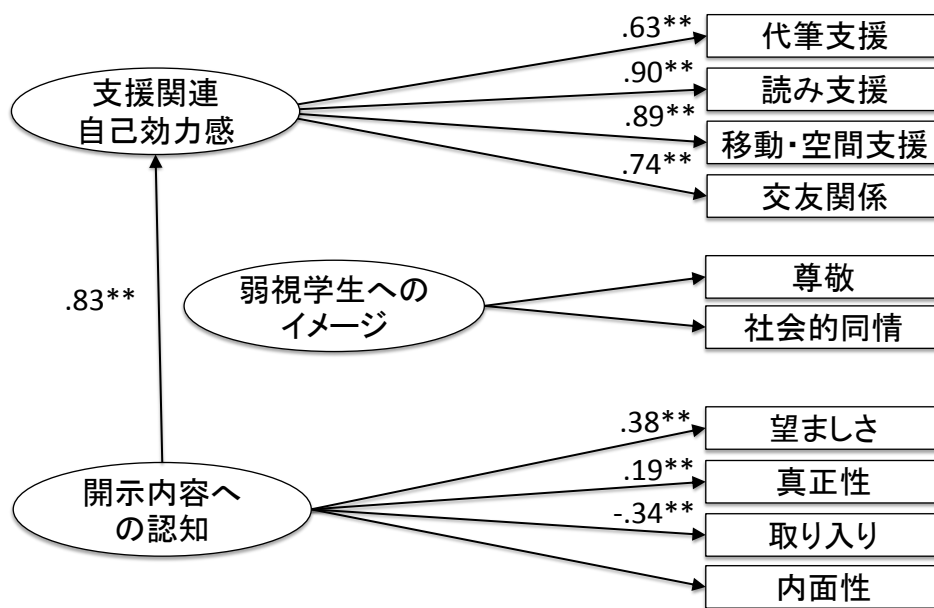 .63**
代筆支援
支援関連
自己効力感
.90**
読み支援
.89**
移動・空間支援
.74**
交友関係
.83**
弱視学生への
イメージ
尊敬
社会的同情
.38**
望ましさ
開示内容へ
の認知
.19**
真正性
-.34**
取り入り
内面性